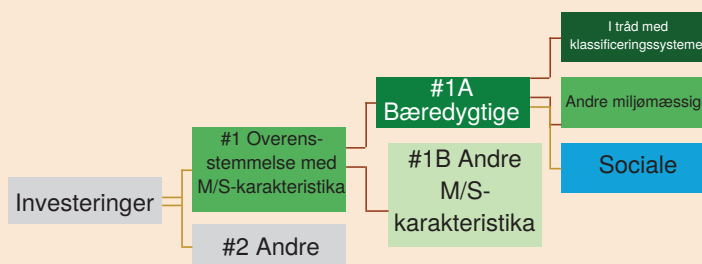 I tråd med
klassificeringssysteme
#1A
Bæredygtige
Andre miljømæssig
#1 Overens-
stemmelse med
M/S-karakteristika
#1B Andre
M/S-
karakteristika
Sociale
Investeringer
#2 Andre